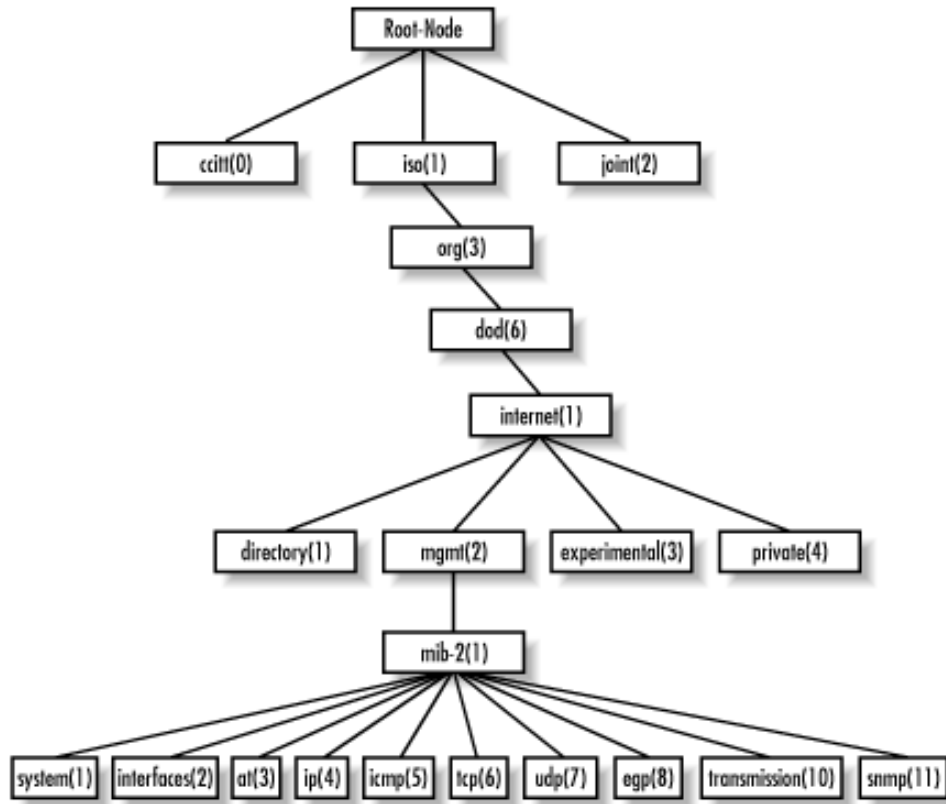 Root-Node
ccitt(0) iso(1) joint(2)
org(3)
dod(6)
internet(1)
directory(1) mgmt(2) experimental(3) private(4)
mib-2(1)
system(1) interfaces(2) at(3) ip(4) icmp(5) tcp(6) udp(7) egp(8) transmission(10) snmp(11)